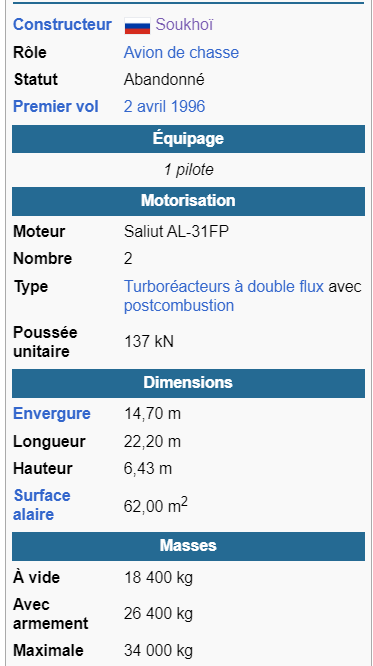 Constructeur Soukhoï
Rôle Avion de chasse
Statut Abandonné
Premier vol 2 avril 1996
Équipage
1 pilote
Motorisation
Moteur Saliut AL-31FP
Nombre 2
Type Turboréacteurs à double flux avec
postcombustion
Poussée
unitaire 137 kN
Dimensions
Envergure 14,70 m
Longueur 22,20 m
Hauteur 6,43 m
Surface
alaire 62,00 m²
Masses
À vide 18 400 kg
Avec
armement 26 400 kg
Maximale 34 000 kg